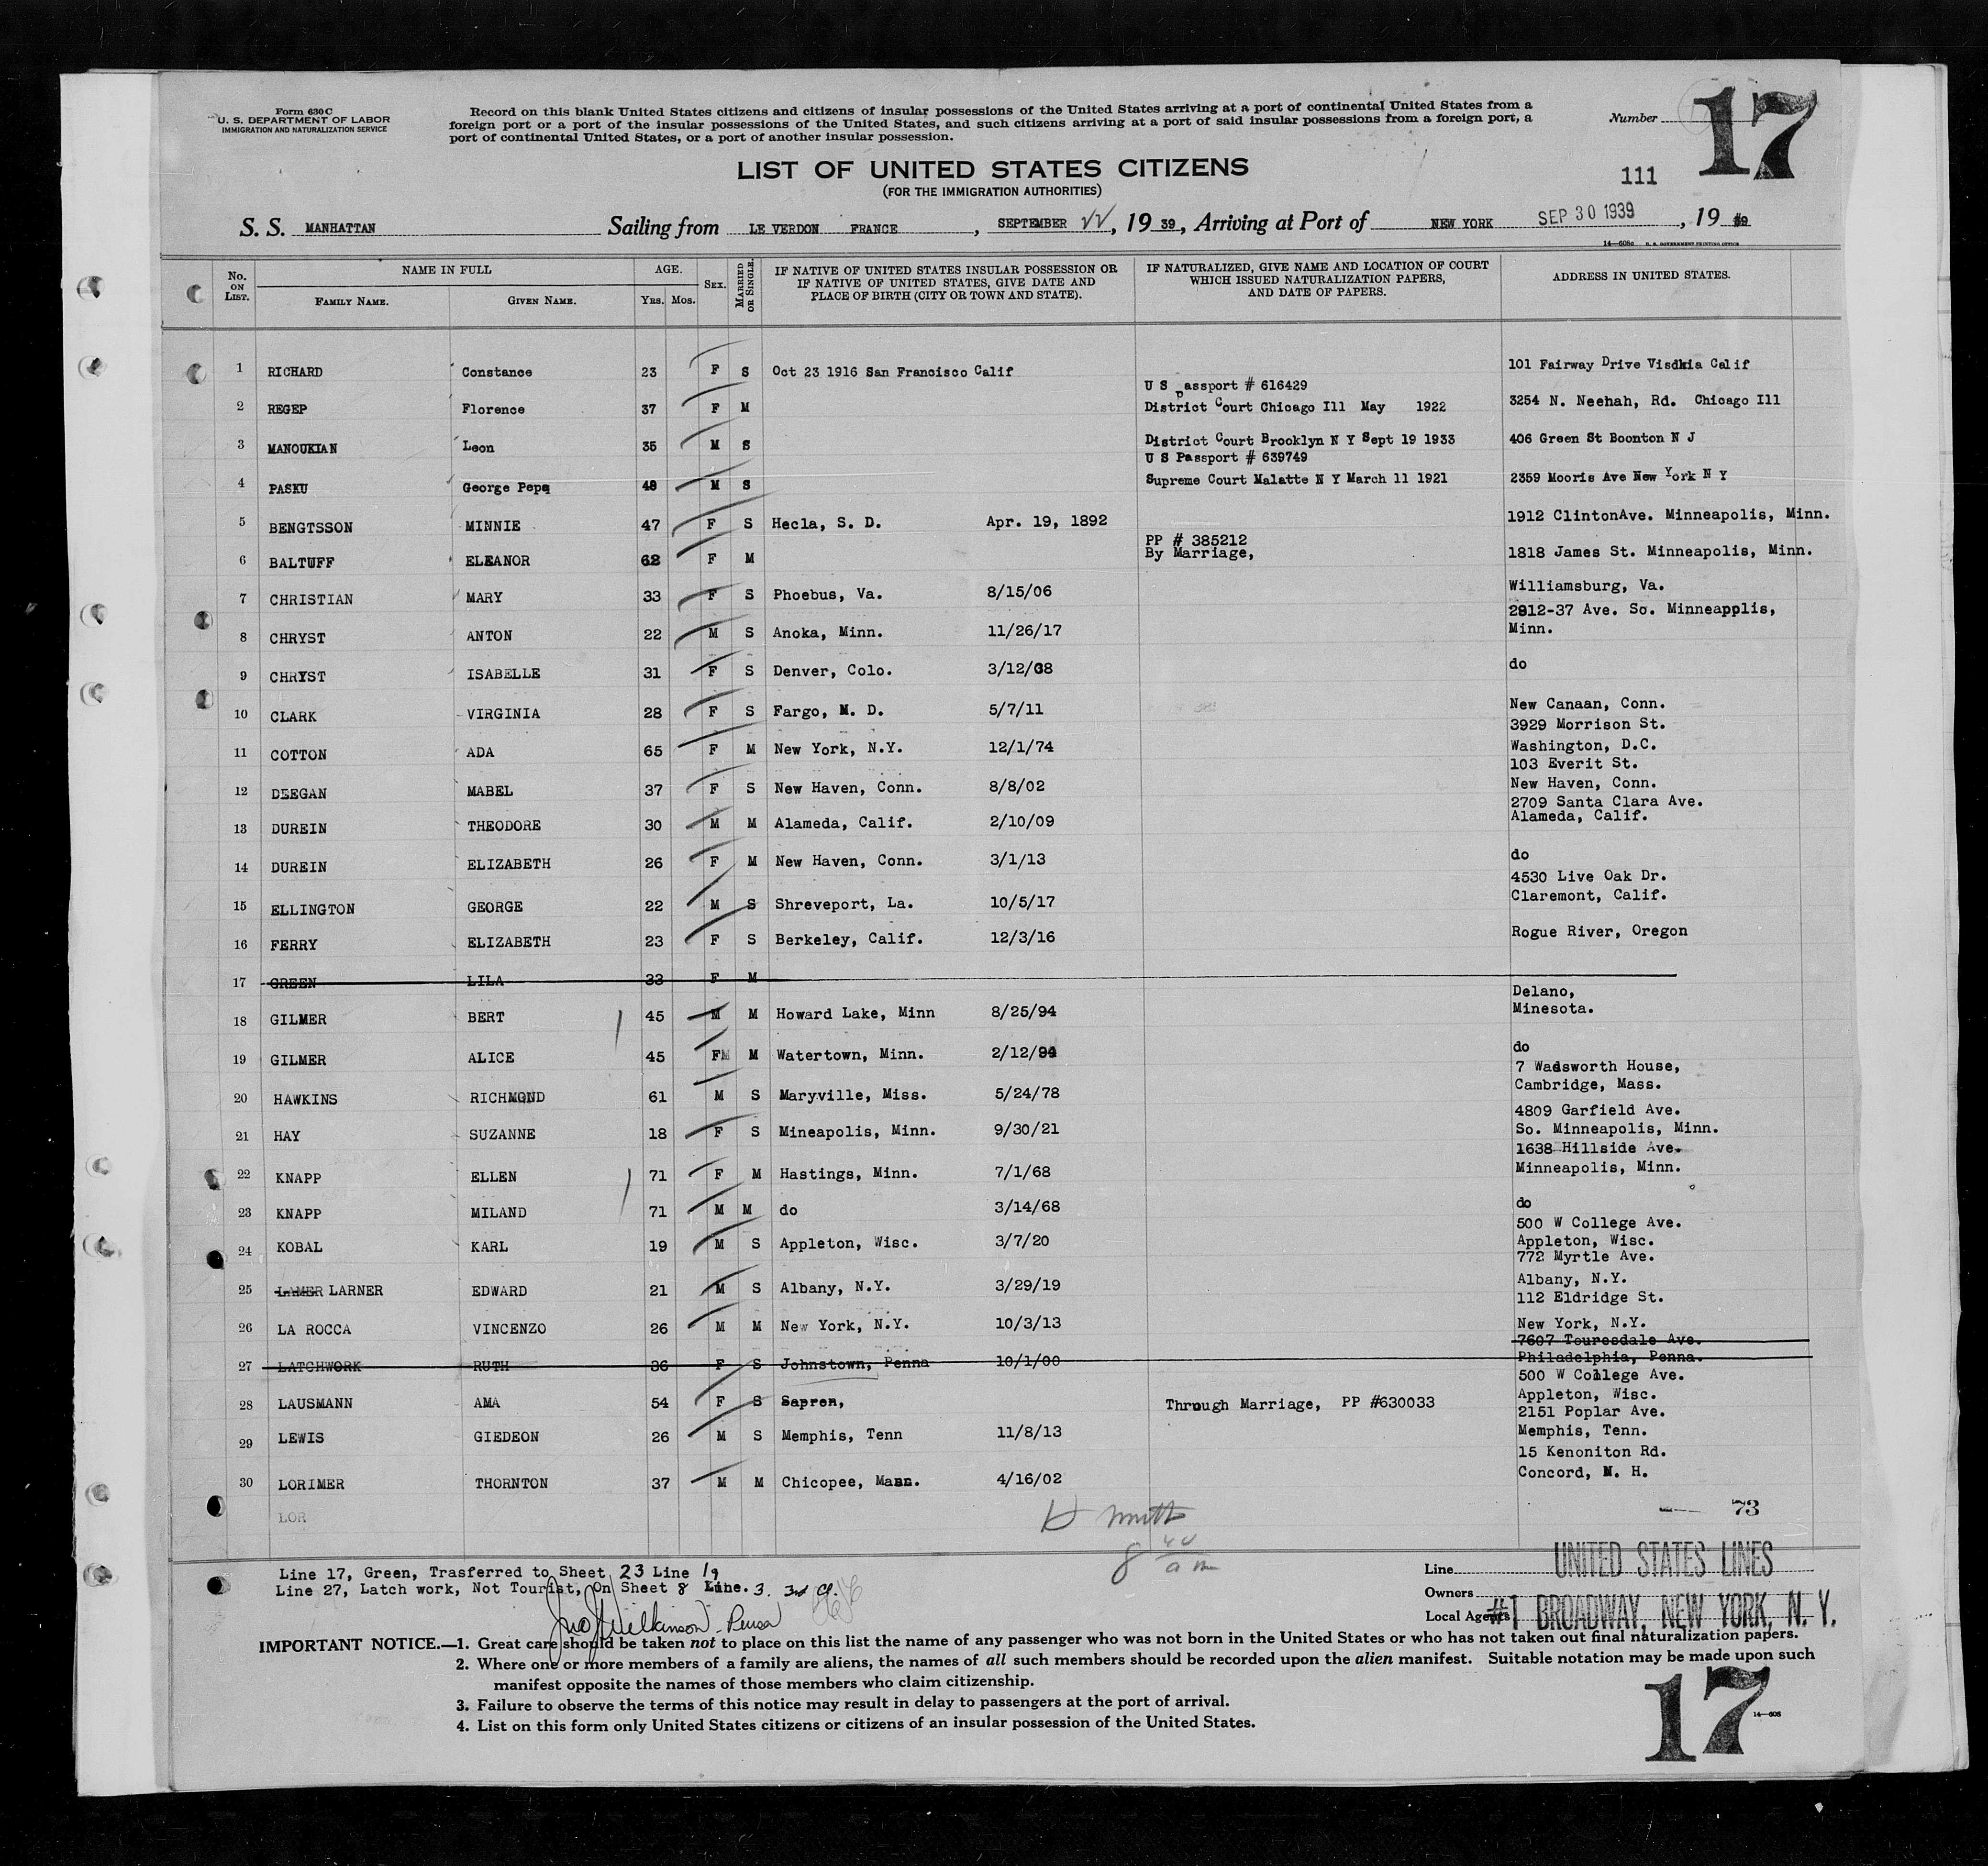 Form 630 C
U. S. DEPARTMENT OF LABOR
IMMIGRATION AND NATURALIZATION SERVICE
Record on this blank United States citizens and citizens of insular possessions of the United States arriving at a port of continental United States from a
foreign port or a port of the insular possessions of the United States, and such citizens arriving at a port of said insular possessions from a foreign port, a
port of continental United States, or a port of another insular possession.
Number 17
LIST OF UNITED STATES CITIZENS
(FOR THE IMMIGRATION AUTHORITIES)
111
S. S. MANHATTAN Sailing from LE VERDON FRANCE, SEPTEMBER 22, 19 39, Arriving at Port of NEW YORK SEP 30 1939, 19
14—608a U. S. GOVERNMENT PRINTING OFFICE
No. ON LIST. NAME IN FULL FAMILY NAME. GIVEN NAME. AGE. YRS. MOS. SEX. MARRIED OR SINGLE. IF NATIVE OF UNITED STATES INSULAR POSSESSION OR IF NATIVE OF UNITED STATES, GIVE DATE AND PLACE OF BIRTH (CITY OR TOWN AND STATE). IF NATURALIZED, GIVE NAME AND LOCATION OF COURT WHICH ISSUED NATURALIZATION PAPERS, AND DATE OF PAPERS. ADDRESS IN UNITED STATES.
1 RICHARD Constance 23 F S Oct 23 1916 San Francisco Calif 101 Fairway Drive Calif
U S Passport # 616429
2 REGEP Florence 37 F M District Court Chicago Ill May 1922 3254 N. Neehah, Rd. Chicago Ill
3 MANOUKIAN Leon 35 M S District Court Brooklyn N Y Sept 19 1933 406 Green St Boonton N J
U S Passport # 639749
4 PASKU George Pepa 48 M S Supreme Court Malatte N Y March 11 1921 2359 Mooris Ave New York N Y
5 BENGTSSON MINNIE 47 F S Hecla, S. D. Apr. 19, 1892 1912 ClintonAve. Minneapolis, Minn.
PP # 385212
6 BALTUFF ELEANOR 62 F M By Marriage, 1818 James St. Minneapolis, Minn.
7 CHRISTIAN MARY 33 F S Phoebus, Va. 8/15/06 Williamsburg, Va.
2912-37 Ave. So. Minneapplis,
8 CHRYST ANTON 22 M S Anoka, Minn. 11/26/17 Minn.
9 CHRYST ISABELLE 31 F S Denver, Colo. 3/12/08 do
10 CLARK VIRGINIA 28 F S Fargo, N. D. 5/7/11 New Canaan, Conn.
3929 Morrison St.
11 COTTON ADA 65 F M New York, N.Y. 12/1/74 Washington, D.C.
103 Everit St.
12 DEEGAN MABEL 37 F S New Haven, Conn. 8/8/02 New Haven, Conn.
2709 Santa Clara Ave.
13 DUREIN THEODORE 30 M M Alameda, Calif. 2/10/09 Alameda, Calif.
14 DUREIN ELIZABETH 26 F M New Haven, Conn. 3/1/13 do
4530 Live Oak Dr.
15 ELLINGTON GEORGE 22 M S Shreveport, La. 10/5/17 Claremont, Calif.
16 FERRY ELIZABETH 23 F S Berkeley, Calif. 12/3/16 Rogue River, Oregon
17 GREEN LILA 33 F M
Delano,
18 GILMER BERT 45 M M Howard Lake, Minn 8/25/94 Minesota.
19 GILMER ALICE 45 F M Watertown, Minn. 2/12/94 do
7 Wadsworth House,
20 HAWKINS RICHMOND 61 M S Maryville, Miss. 5/24/78 Cambridge, Mass.
4809 Garfield Ave.
21 HAY SUZANNE 18 F S Mineapolis, Minn. 9/30/21 So. Minneapolis, Minn.
1638 Hillside Ave.
22 KNAPP ELLEN 71 F M Hastings, Minn. 7/1/68 Minneapolis, Minn.
23 KNAPP MILAND 71 M M do 3/14/68 do
500 W College Ave.
24 KOBAL KARL 19 M S Appleton, Wisc. 3/7/20 Appleton, Wisc.
772 Myrtle Ave.
25 LAMER LARNER EDWARD 21 M S Albany, N.Y. 3/29/19 Albany, N.Y.
112 Eldridge St.
26 LA ROCCA VINCENZO 26 M M New York, N.Y. 10/3/13 New York, N.Y.
7607 Touresdale Ave.
27 LATCHWORK RUTH 36 F S Johnstown, Penna 10/1/00 Philadelphia, Penna.
500 W College Ave.
28 LAUSMANN AMA 54 F S Sapron, Through Marriage, PP #630033 Appleton, Wisc.
2151 Poplar Ave.
29 LEWIS GIEDEON 26 M S Memphis, Tenn 11/8/13 Memphis, Tenn.
15 Kenoniton Rd.
30 LORIMER THORNTON 37 M M Chicopee, Mass. 4/16/02 Concord, N. H.
LOR
73
8 40 am
Line 17, Green, Trasferred to Sheet 23 Line 19
Line 27, Latch work, Not Tourist, On Sheet 8 Line. 3. 3rd Cl.
Jno J Wilkinson
Line UNITED STATES LINES
Owners
Local Agents #1 BROADWAY, NEW YORK, N. Y.
IMPORTANT NOTICE.—1. Great care should be taken not to place on this list the name of any passenger who was not born in the United States or who has not taken out final naturalization papers.
2. Where one or more members of a family are aliens, the names of all such members should be recorded upon the alien manifest. Suitable notation may be made upon such
manifest opposite the names of those members who claim citizenship.
3. Failure to observe the terms of this notice may result in delay to passengers at the port of arrival.
4. List on this form only United States citizens or citizens of an insular possession of the United States.
17
14—608